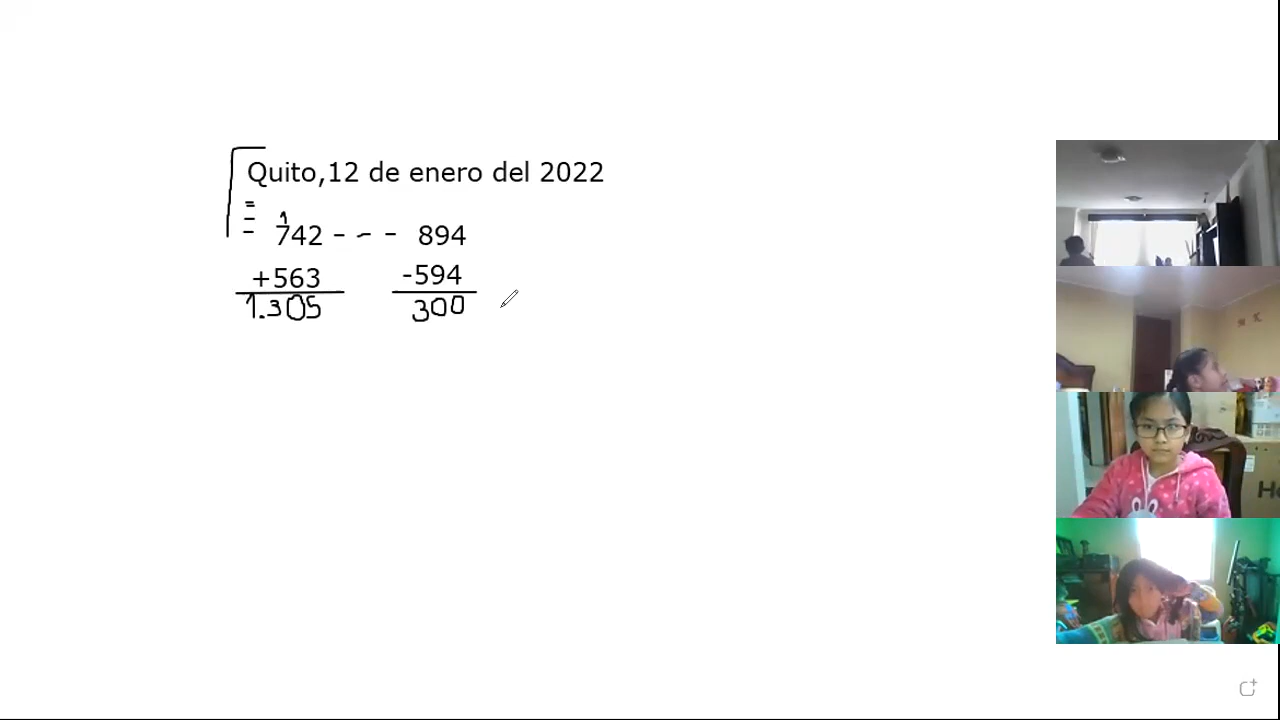 Quito,12 de enero del 2022
=
- 1
- 742 - - - 894
+563 -594
1.305 300